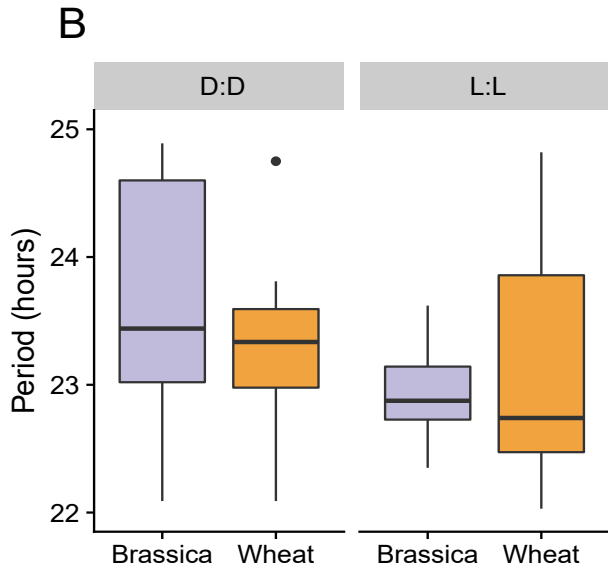 B
D:D L:L
25
24
23
22
Period (hours)
Brassica Wheat Brassica Wheat